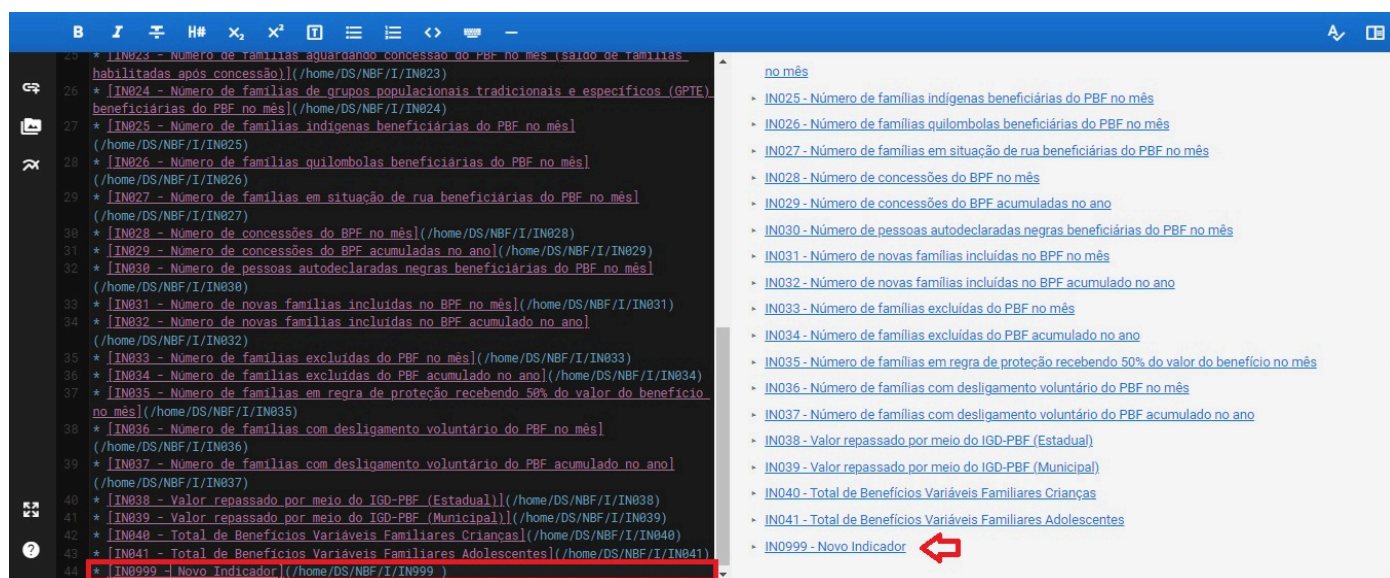 B I T H# X₂ X² T <>
25 * [IN023 - Número de famílias aguardando concessão do PBF no mês (saldo de famílias
habilitadas após concessão)](/home/DS/NBF/I/IN023)
26 * [IN024 - Número de famílias de grupos populacionais tradicionais e específicos (GPTE)
beneficiárias do PBF no mês](/home/DS/NBF/I/IN024)
27 * [IN025 - Número de famílias indígenas beneficiárias do PBF no mês]
(/home/DS/NBF/I/IN025)
28 * [IN026 - Número de famílias quilombolas beneficiárias do PBF no mês]
(/home/DS/NBF/I/IN026)
29 * [IN027 - Número de famílias em situação de rua beneficiárias do PBF no mês]
(/home/DS/NBF/I/IN027)
30 * [IN028 - Número de concessões do BPF no mês](/home/DS/NBF/I/IN028)
31 * [IN029 - Número de concessões do BPF acumuladas no ano](/home/DS/NBF/I/IN029)
32 * [IN030 - Número de pessoas autodeclaradas negras beneficiárias do PBF no mês]
(/home/DS/NBF/I/IN030)
33 * [IN031 - Número de novas famílias incluídas no BPF no mês](/home/DS/NBF/I/IN031)
34 * [IN032 - Número de novas famílias incluídas no BPF acumulado no ano]
(/home/DS/NBF/I/IN032)
35 * [IN033 - Número de famílias excluídas do PBF no mês](/home/DS/NBF/I/IN033)
36 * [IN034 - Número de famílias excluídas do PBF acumulado no ano](/home/DS/NBF/I/IN034)
37 * [IN035 - Número de famílias em regra de proteção recebendo 50% do valor do benefício
no mês](/home/DS/NBF/I/IN035)
38 * [IN036 - Número de famílias com desligamento voluntário do PBF no mês]
(/home/DS/NBF/I/IN036)
39 * [IN037 - Número de famílias com desligamento voluntário do PBF acumulado no ano]
(/home/DS/NBF/I/IN037)
40 * [IN038 - Valor repassado por meio do IGD-PBF (Estadual)](/home/DS/NBF/I/IN038)
41 * [IN039 - Valor repassado por meio do IGD-PBF (Municipal)](/home/DS/NBF/I/IN039)
42 * [IN040 - Total de Benefícios Variáveis Familiares Crianças](/home/DS/NBF/I/IN040)
43 * [IN041 - Total de Benefícios Variáveis Familiares Adolescentes](/home/DS/NBF/I/IN041)
44 * [IN0999 - Novo Indicador](/home/DS/NBF/I/IN999 )
no mês
IN025 - Número de famílias indígenas beneficiárias do PBF no mês
IN026 - Número de famílias quilombolas beneficiárias do PBF no mês
IN027 - Número de famílias em situação de rua beneficiárias do PBF no mês
IN028 - Número de concessões do BPF no mês
IN029 - Número de concessões do BPF acumuladas no ano
IN030 - Número de pessoas autodeclaradas negras beneficiárias do PBF no mês
IN031 - Número de novas famílias incluídas no BPF no mês
IN032 - Número de novas famílias incluídas no BPF acumulado no ano
IN033 - Número de famílias excluídas do PBF no mês
IN034 - Número de famílias excluídas do PBF acumulado no ano
IN035 - Número de famílias em regra de proteção recebendo 50% do valor do benefício no mês
IN036 - Número de famílias com desligamento voluntário do PBF no mês
IN037 - Número de famílias com desligamento voluntário do PBF acumulado no ano
IN038 - Valor repassado por meio do IGD-PBF (Estadual)
IN039 - Valor repassado por meio do IGD-PBF (Municipal)
IN040 - Total de Benefícios Variáveis Familiares Crianças
IN041 - Total de Benefícios Variáveis Familiares Adolescentes
IN0999 - Novo Indicador